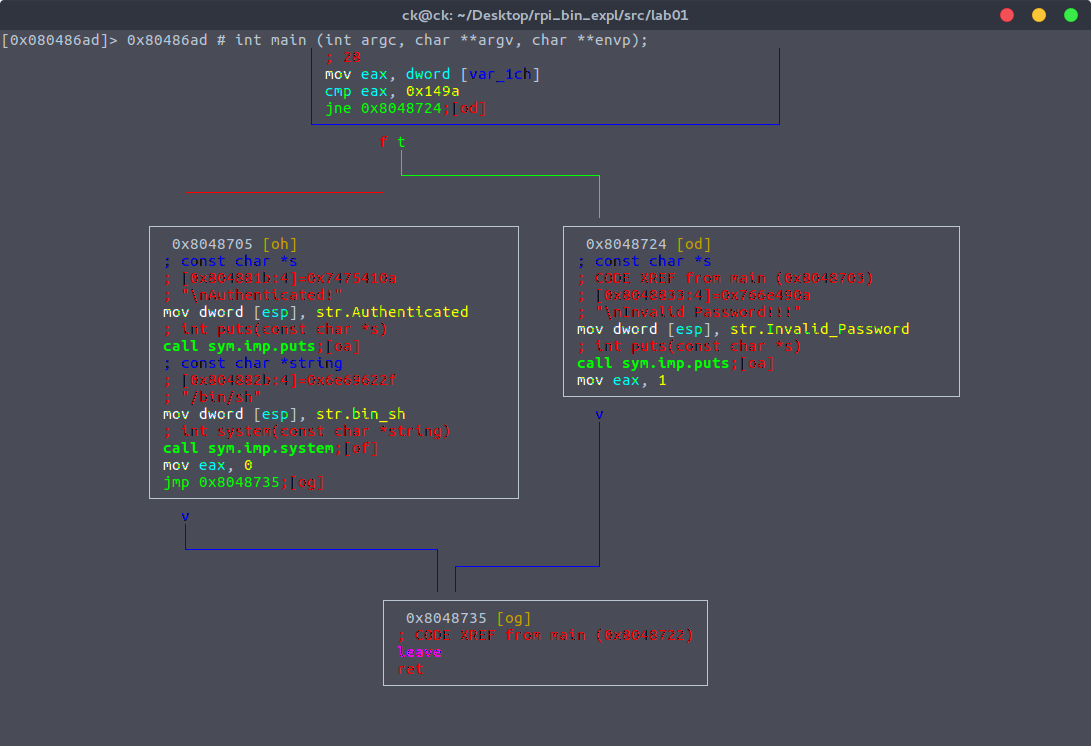 ck@ck: ~/Desktop/rpi_bin_expl/src/lab01
[0x080486ad]> 0x80486ad # int main (int argc, char **argv, char **envp);
; 28
mov eax, dword [var_1ch]
cmp eax, 0x149a
jne 0x8048724;[od]
f t
0x8048705 [oh]
; const char *s
; [0x804881b:4]=0x7475410a
; "\nAuthenticated!"
mov dword [esp], str.Authenticated
; int puts(const char *s)
call sym.imp.puts;[oa]
; const char *string
; [0x804882b:4]=0x6e69622f
; "/bin/sh"
mov dword [esp], str.bin_sh
; int system(const char *string)
call sym.imp.system;[of]
mov eax, 0
jmp 0x8048735;[og]
v
0x8048724 [od]
; const char *s
; CODE XREF from main (0x8048703)
; [0x8048833:4]=0x766e490a
; "\nInvalid Password!!!"
mov dword [esp], str.Invalid_Password
; int puts(const char *s)
call sym.imp.puts;[oa]
mov eax, 1
v
0x8048735 [og]
; CODE XREF from main (0x8048722)
leave
ret